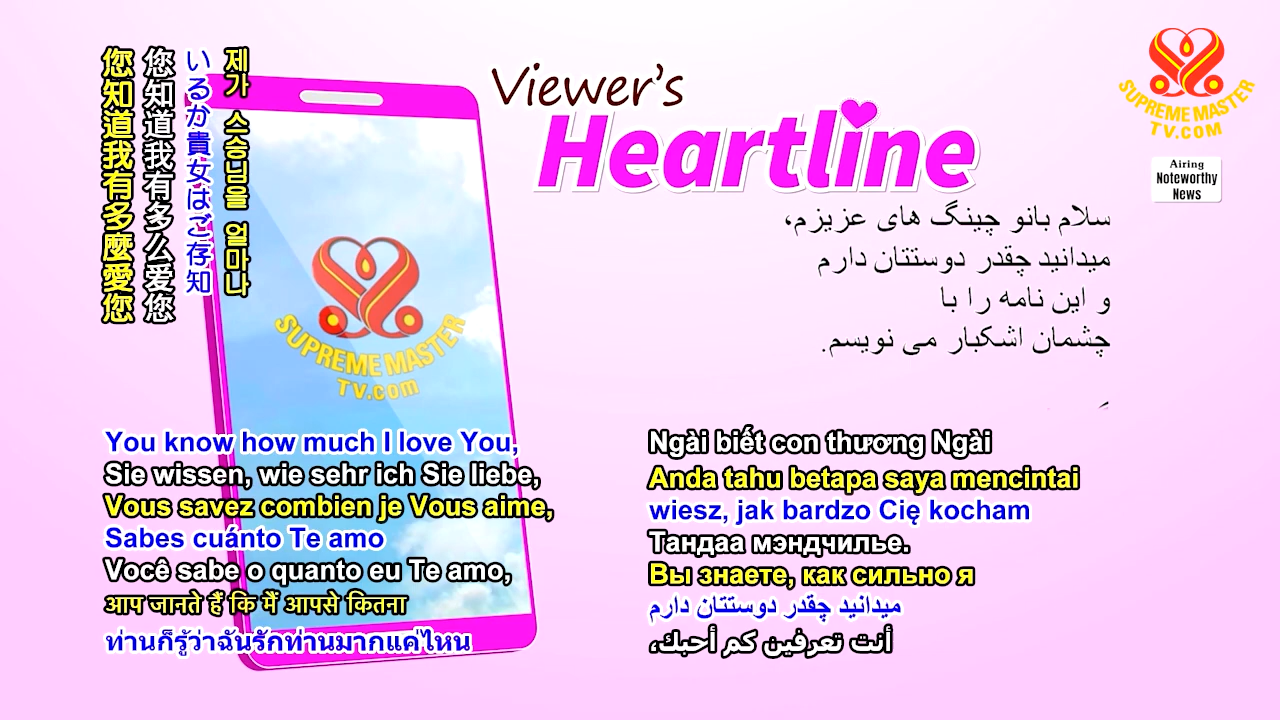 Viewer's
Heartline
SUPREME MASTER
TV.COM
Airing
Noteworthy
News
سلام بانو چینگ های عزیزم،
میدانید چقدر دوستتان دارم
و این نامه را با
چشمان اشکبار می نویسم.
您知道我有多麼愛您
您知道我有多么爱您
いるか貴女はご存知
제가 스승님을 얼마나
SUPREME MASTER
TV.COM
You know how much I love You,
Sie wissen, wie sehr ich Sie liebe,
Vous savez combien je Vous aime,
Sabes cuánto Te amo
Você sabe o quanto eu Te amo,
आप जानते हैं कि मैं आपसे कितना
ท่านก็รู้ว่าฉันรักท่านมากแค่ไหน
Ngài biết con thương Ngài
Anda tahu betapa saya mencintai
wiesz, jak bardzo Cię kocham
Тандаа мэндчилье.
Вы знаете, как сильно я
میدانید چقدر دوستتان دارم
أنت تعرفين كم أحبك،